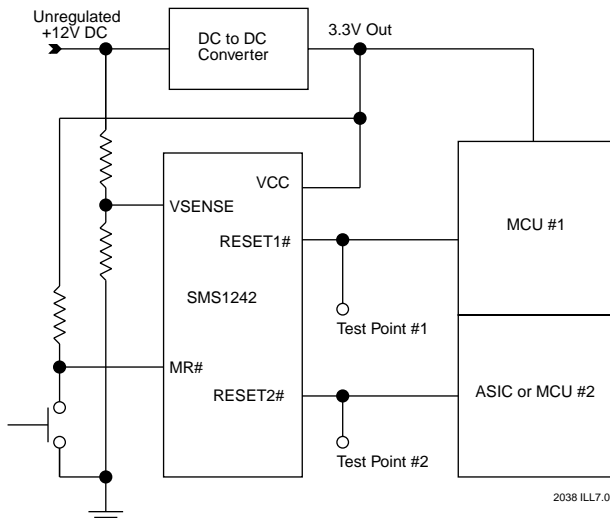 Unregulated
+12V DC
DC to DC
Converter
3.3V Out
VCC
VSENSE
RESET1#
MCU #1
SMS1242
Test Point #1
MR#
RESET2#
ASIC or MCU #2
Test Point #2
2038 ILL7.0